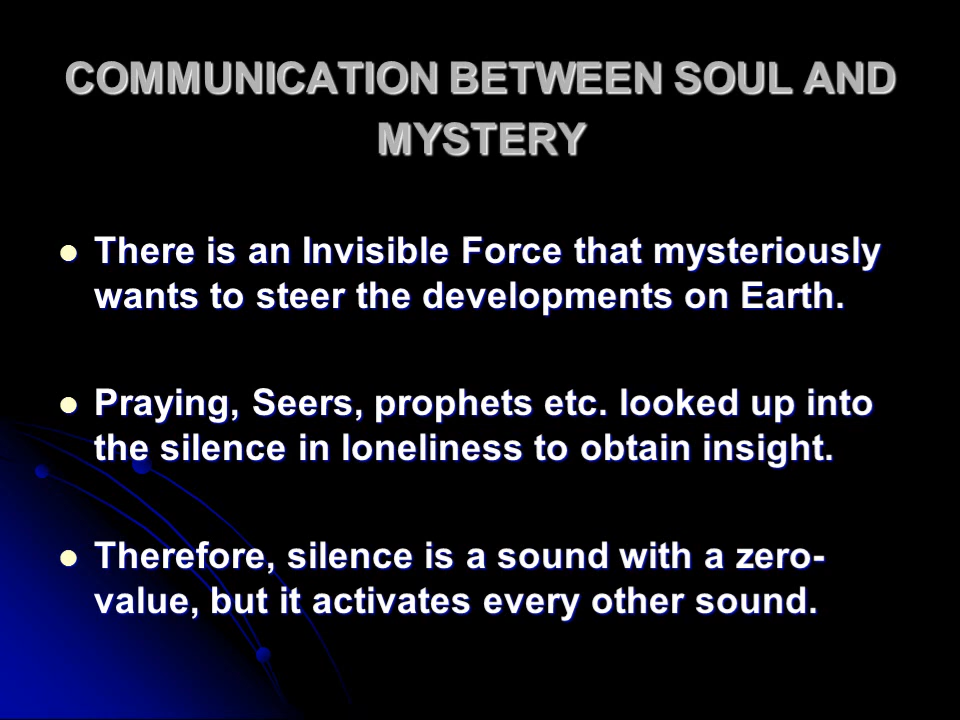 COMMUNICATION BETWEEN SOUL AND
MYSTERY
There is an Invisible Force that mysteriously
wants to steer the developments on Earth.
Praying, Seers, prophets etc. looked up into
the silence in loneliness to obtain insight.
Therefore, silence is a sound with a zero-
value, but it activates every other sound.